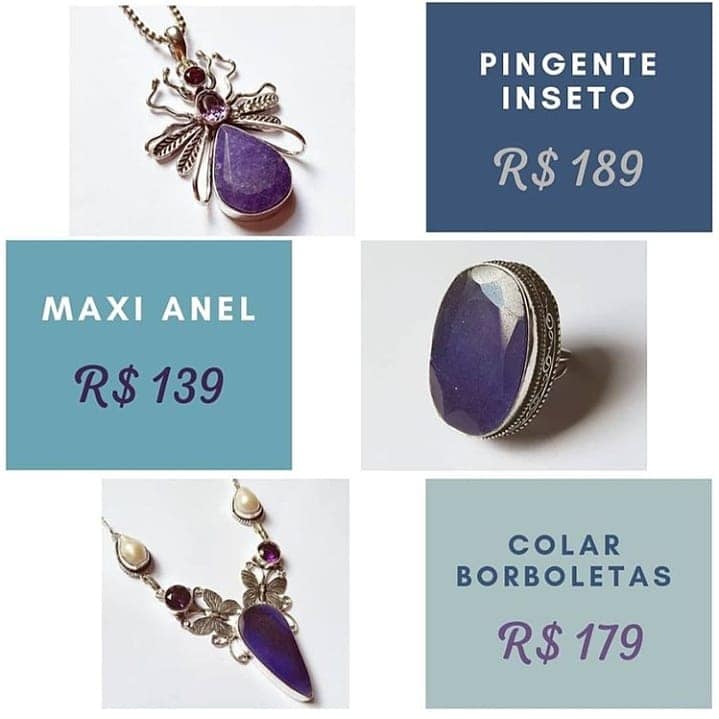 PINGENTE
INSETO
R$ 189
MAXI ANEL
R$ 139
COLAR
BORBOLETAS
R$ 179